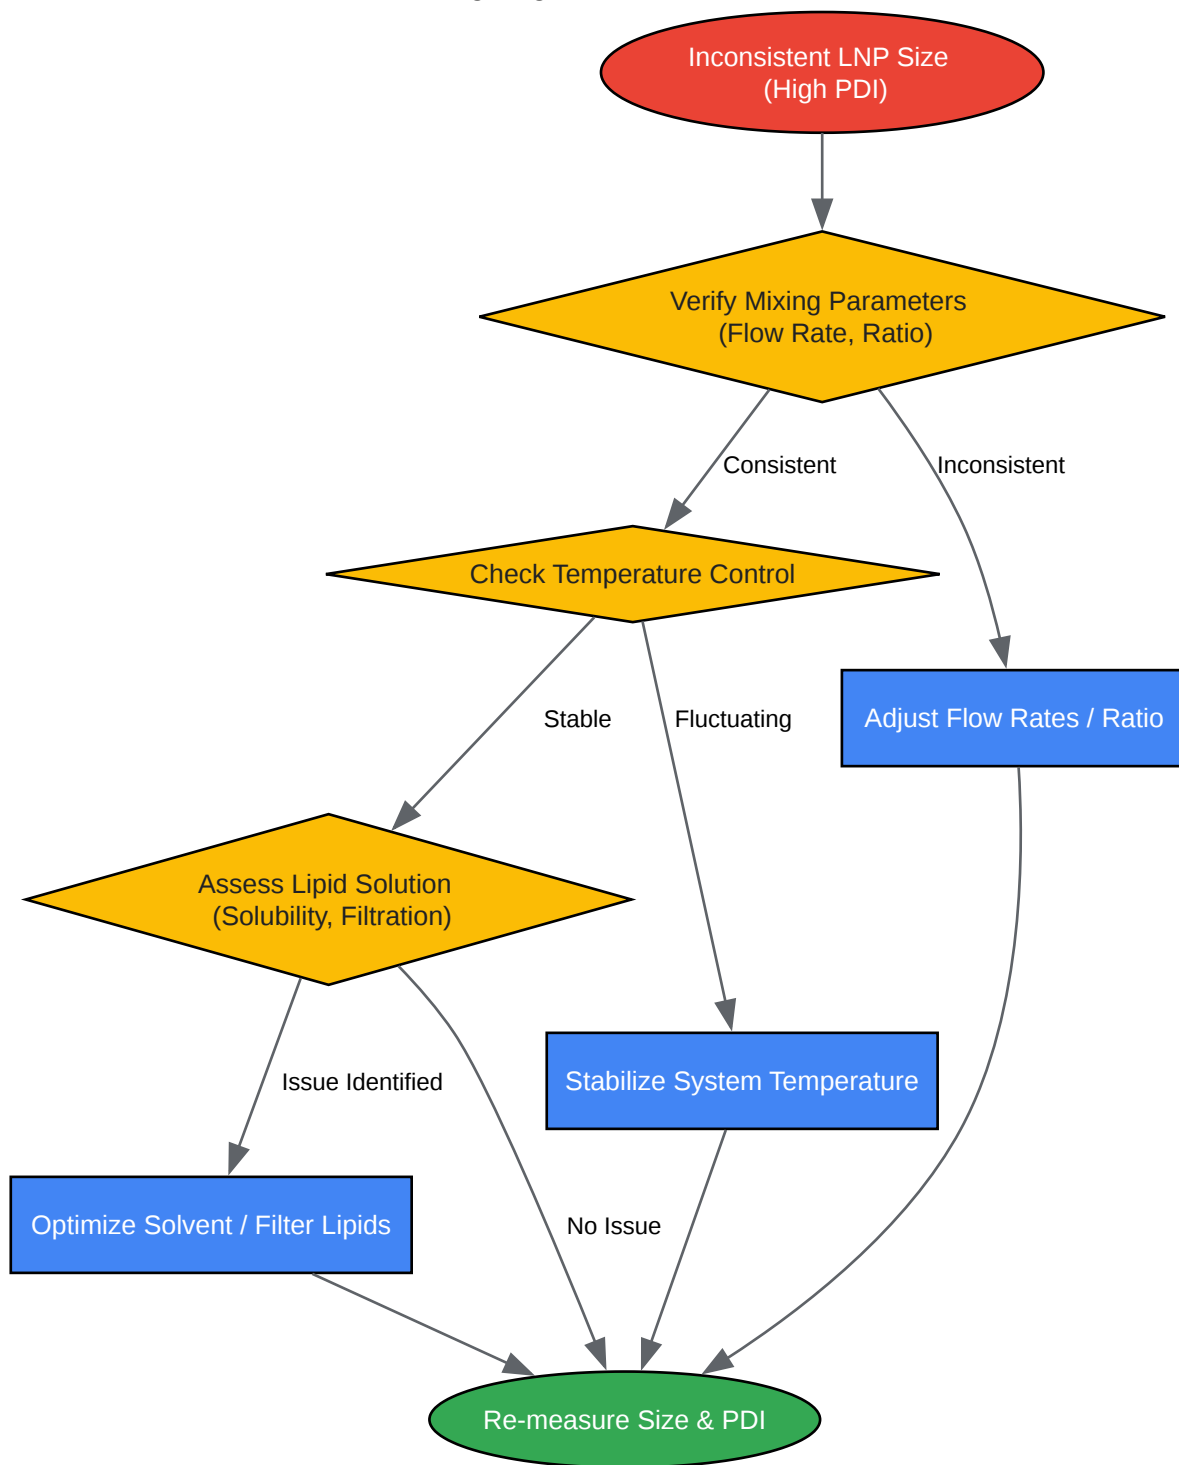 Inconsistent LNP Size
(High PDI)
Verify Mixing Parameters
(Flow Rate, Ratio)
Consistent
Inconsistent
Check Temperature Control
Stable
Fluctuating
Adjust Flow Rates / Ratio
Assess Lipid Solution
(Solubility, Filtration)
Issue Identified
Stabilize System Temperature
Optimize Solvent / Filter Lipids
No Issue
Re-measure Size & PDI